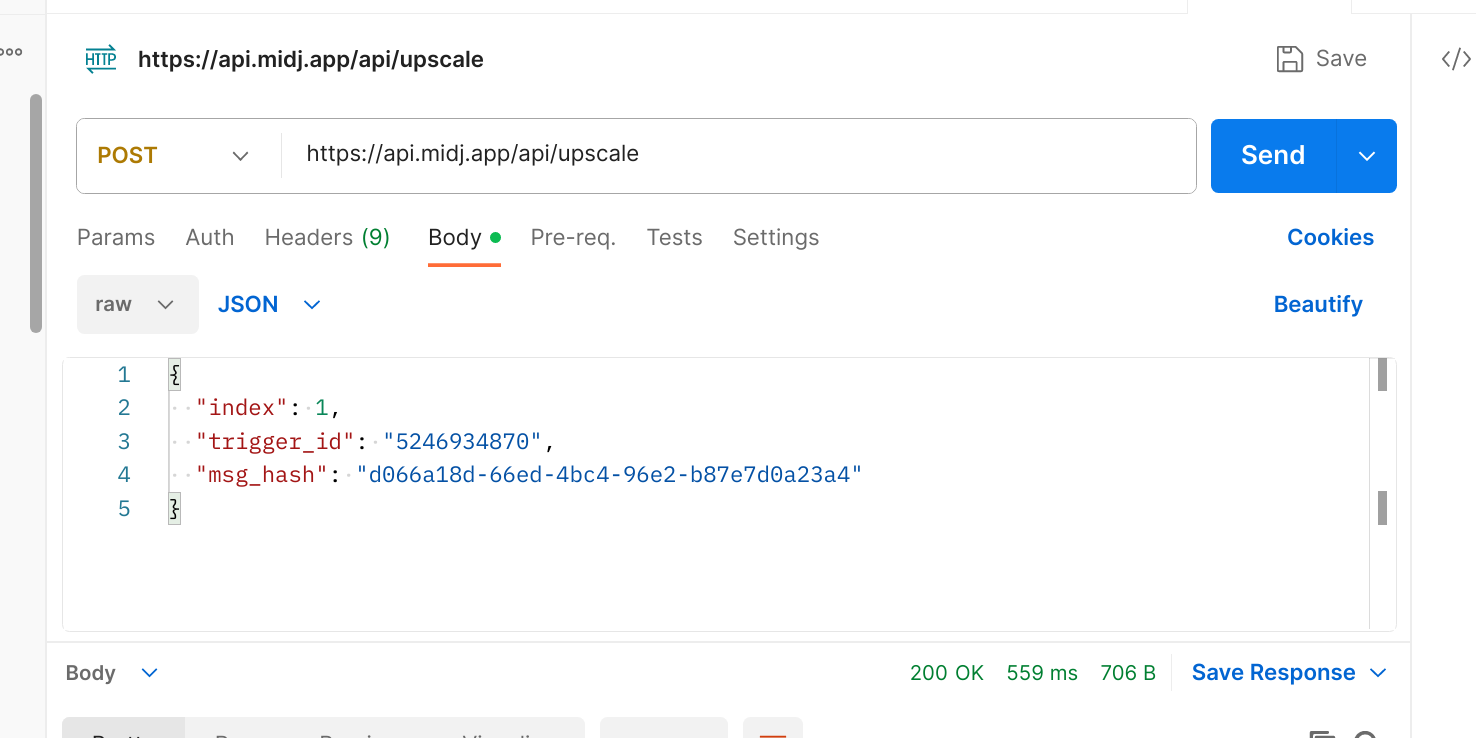 HTTP https://api.midj.app/api/upscale Save </>
POST https://api.midj.app/api/upscale Send
Params Auth Headers (9) Body Pre-req. Tests Settings Cookies
raw JSON Beautify
1 {
2 "index": 1,
3 "trigger_id": "5246934870",
4 "msg_hash": "d066a18d-66ed-4bc4-96e2-b87e7d0a23a4"
5 }
Body 200 OK 559 ms 706 B Save Response